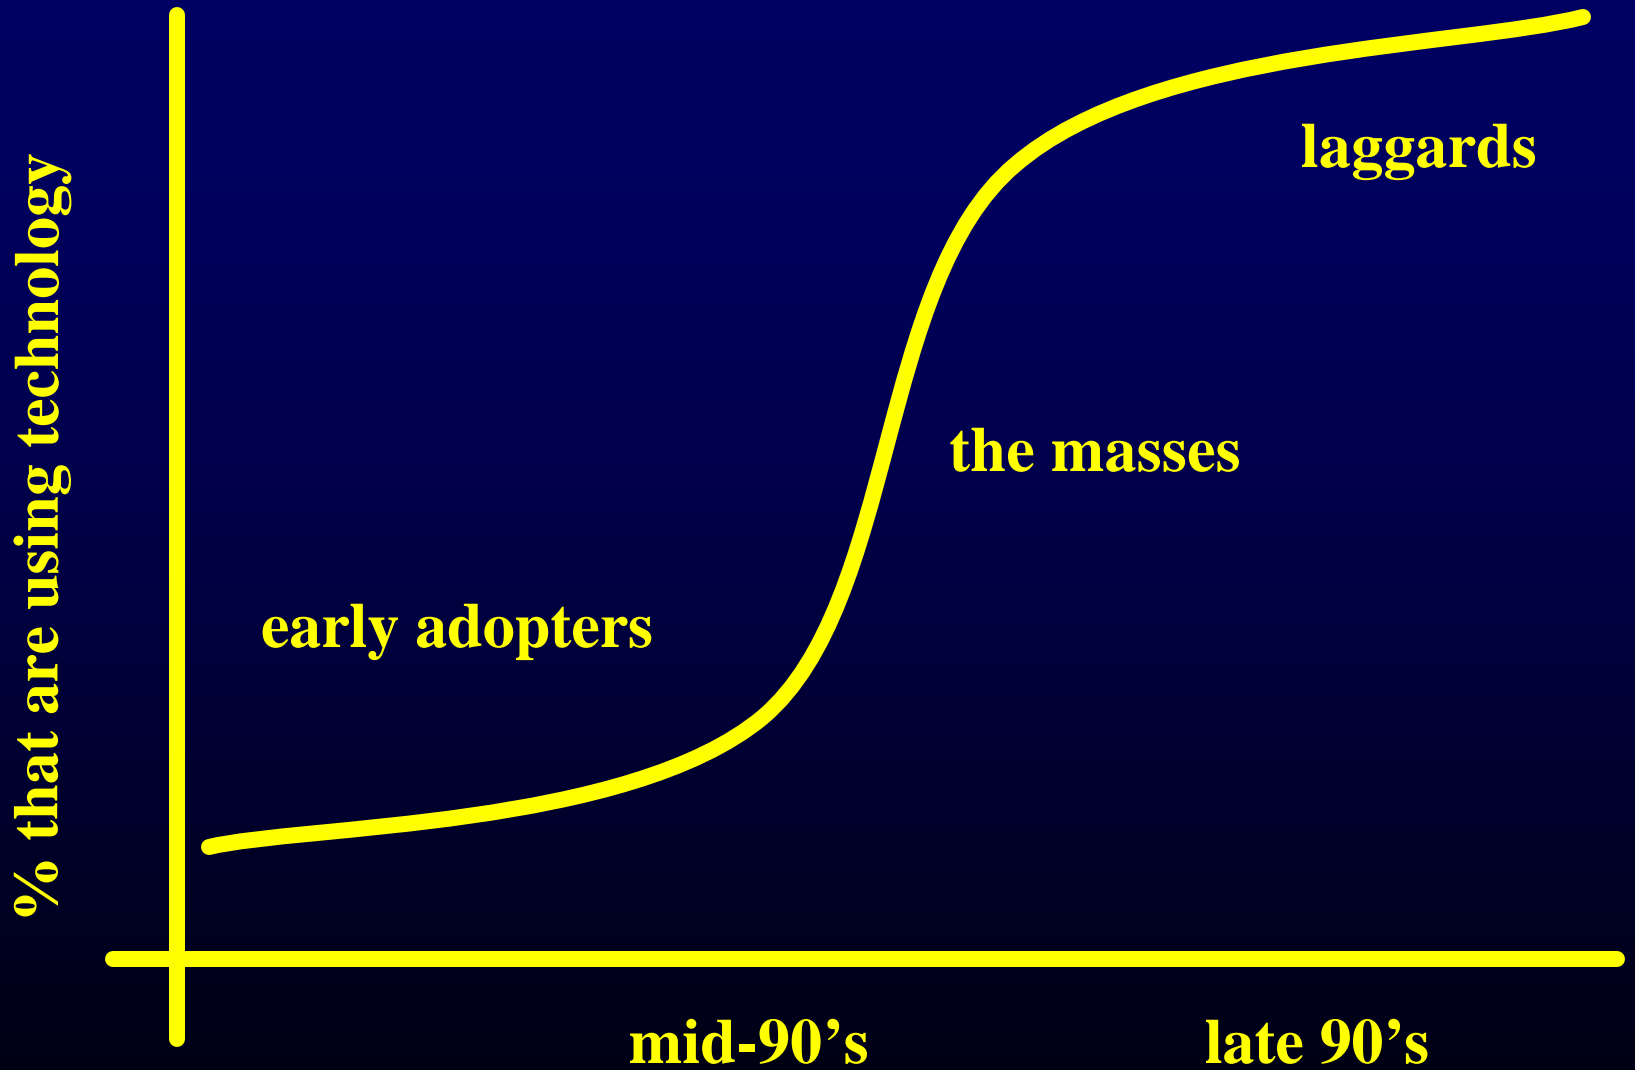 % that are using technology
laggards
the masses
early adopters
mid-90’s
late 90’s